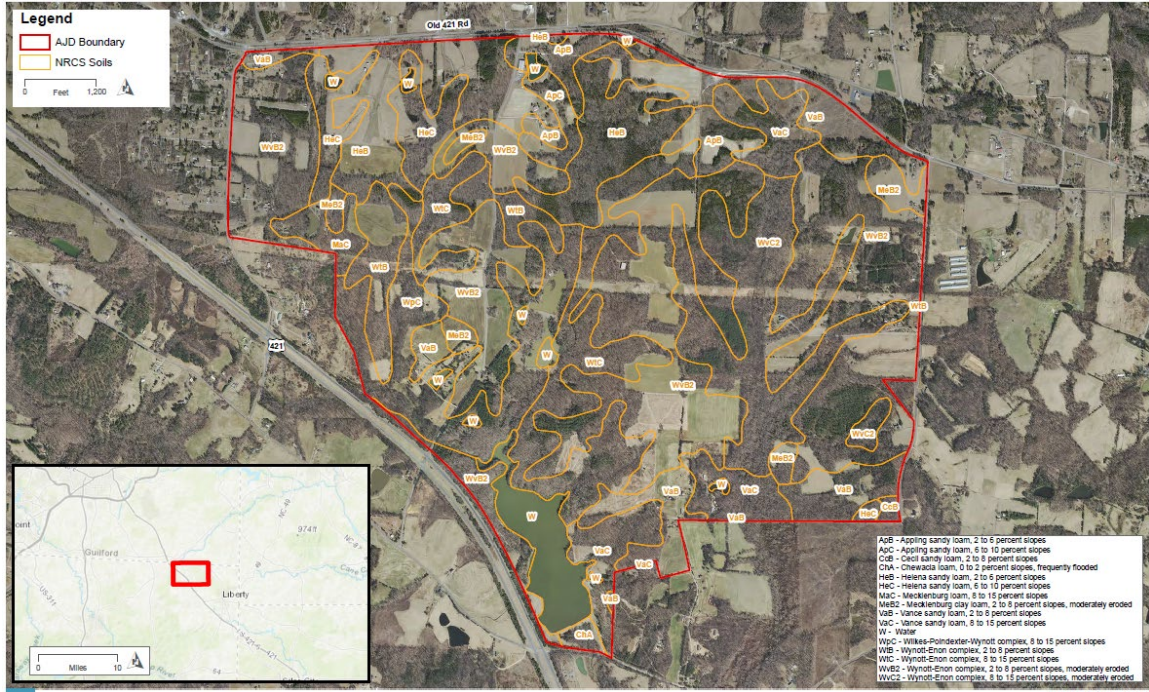 Legend
AJD Boundary
NRCS Soils
0 Feet 1,200
Old 421 Rd
HeB
W
VaB
ApB
W
W
W
ApC
HeC
HeC
MeB2
ApB
HeB
ApB
VaC
VaB
WvB2
HeB
WvB2
MeB2
MeB2
WtC
WtB
WvB2
MaC
WvC2
WtB
WvB2
WpC
WtB
W
MeB2
VaB
W
WtC
421
W
WvB2
W
WvC2
MeB2
WvB2
VaB
W
VaC
VaB
W
VaB
HeC
CcB
VaC
VaC
W
VaB
ChA
974ft
NC-49
Guilford
Liberty
US-311
64
0 Miles 10
ApB - Appling sandy loam, 2 to 6 percent slopes
ApC - Appling sandy loam, 6 to 10 percent slopes
CcB - Cecil sandy loam, 2 to 8 percent slopes
ChA - Chewacla loam, 0 to 2 percent slopes, frequently flooded
HeB - Helena sandy loam, 2 to 6 percent slopes
HeC - Helena sandy loam, 6 to 10 percent slopes
MaC - Mecklenburg loam, 8 to 15 percent slopes
MeB2 - Mecklenburg clay loam, 2 to 8 percent slopes, moderately eroded
VaB - Vance sandy loam, 2 to 8 percent slopes
VaC - Vance sandy loam, 8 to 15 percent slopes
W - Water
WpC - Wilkes-Poindexter-Wynott complex, 8 to 15 percent slopes
WtB - Wynott-Enon complex, 2 to 8 percent slopes
WtC - Wynott-Enon complex, 8 to 15 percent slopes
WvB2 - Wynott-Enon complex, 2 to 8 percent slopes, moderately eroded
WvC2 - Wynott-Enon complex, 8 to 15 percent slopes, moderately eroded